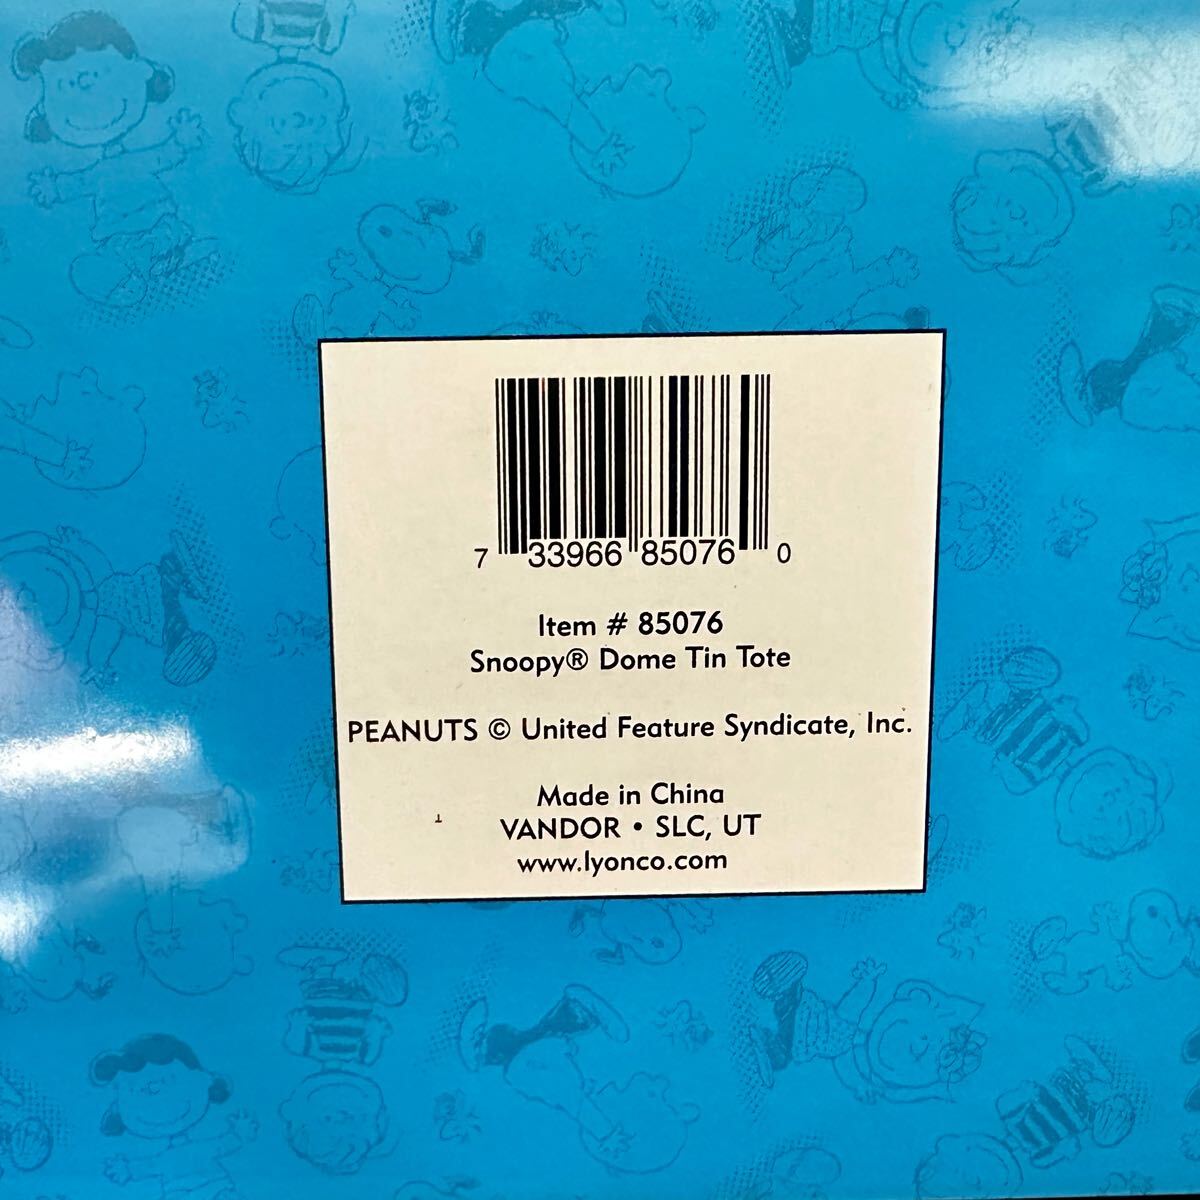 7 33966 85076 0
Item # 85076
Snoopy® Dome Tin Tote
PEANUTS © United Feature Syndicate, Inc.
Made in China
VANDOR • SLC, UT
www.lyonco.com